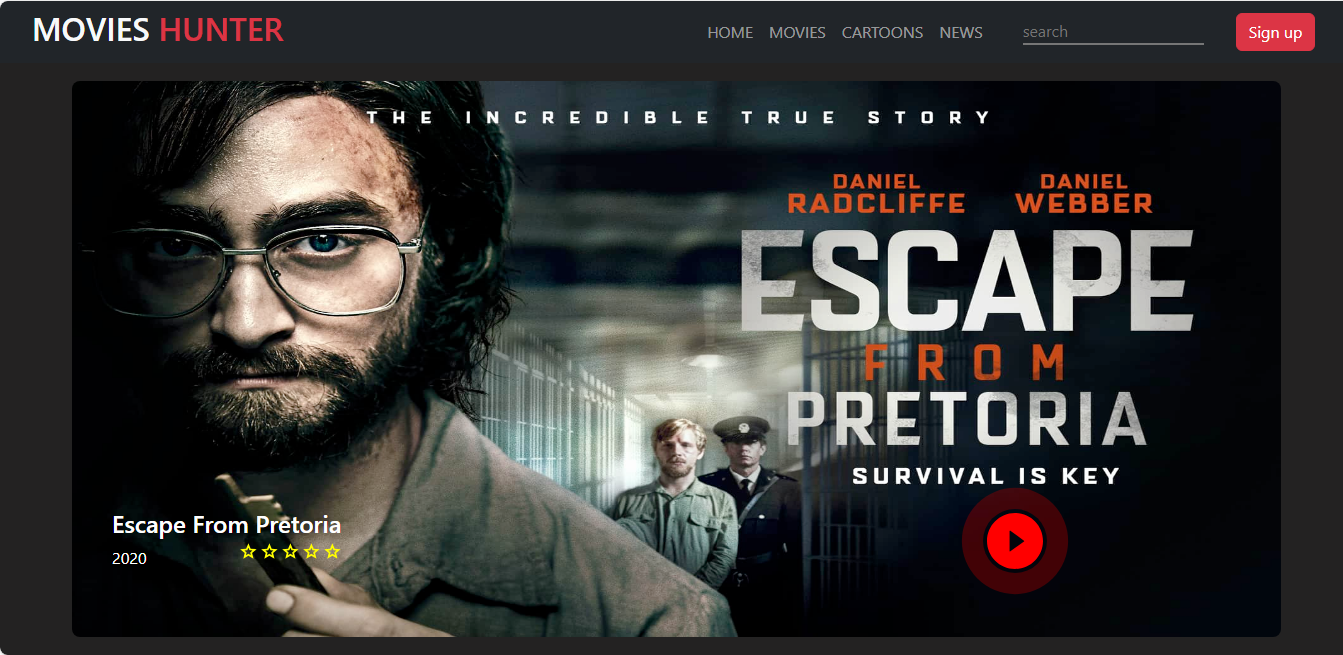 MOVIES HUNTER
HOME MOVIES CARTOONS NEWS search Sign up
THE INCREDIBLE TRUE STORY
DANIEL RADCLIFFE DANIEL WEBBER
ESCAPE
FROM
PRETORIA
SURVIVAL IS KEY
Escape From Pretoria
2020